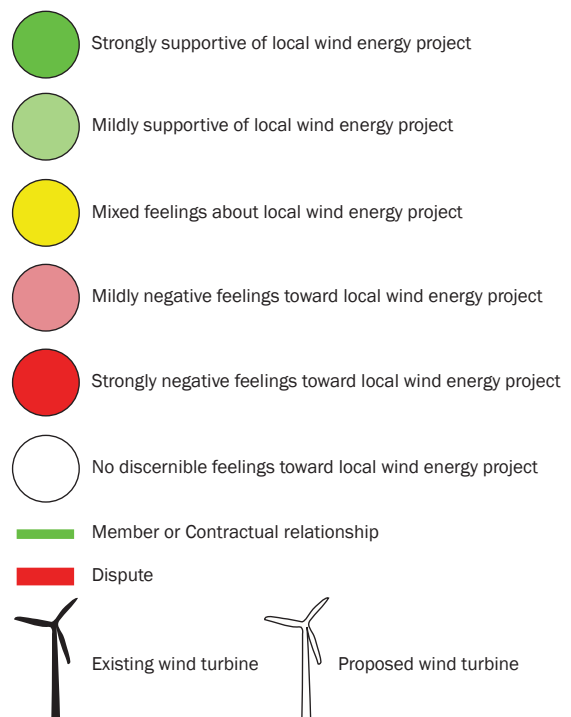 Strongly supportive of local wind energy project
Mildly supportive of local wind energy project
Mixed feelings about local wind energy project
Mildly negative feelings toward local wind energy project
Strongly negative feelings toward local wind energy project
No discernible feelings toward local wind energy project
Member or Contractual relationship
Dispute
Existing wind turbine
Proposed wind turbine